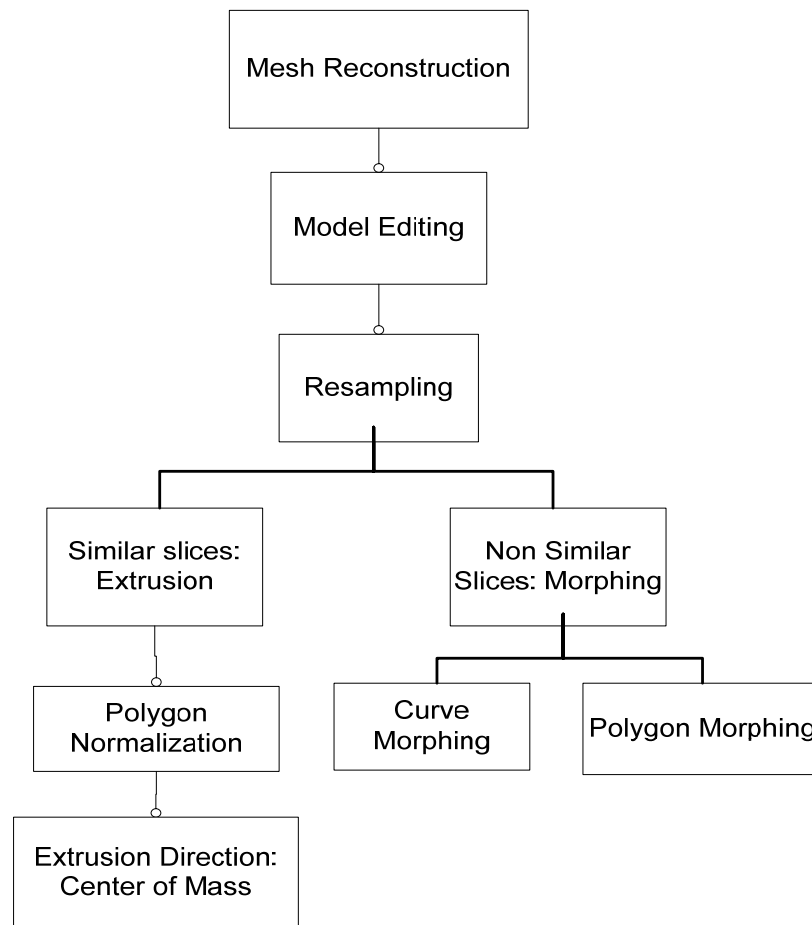 Mesh Reconstruction
Model Editing
Resampling
Similar slices:
Extrusion
Non Similar
Slices: Morphing
Polygon
Normalization
Curve
Morphing
Polygon Morphing
Extrusion Direction:
Center of Mass